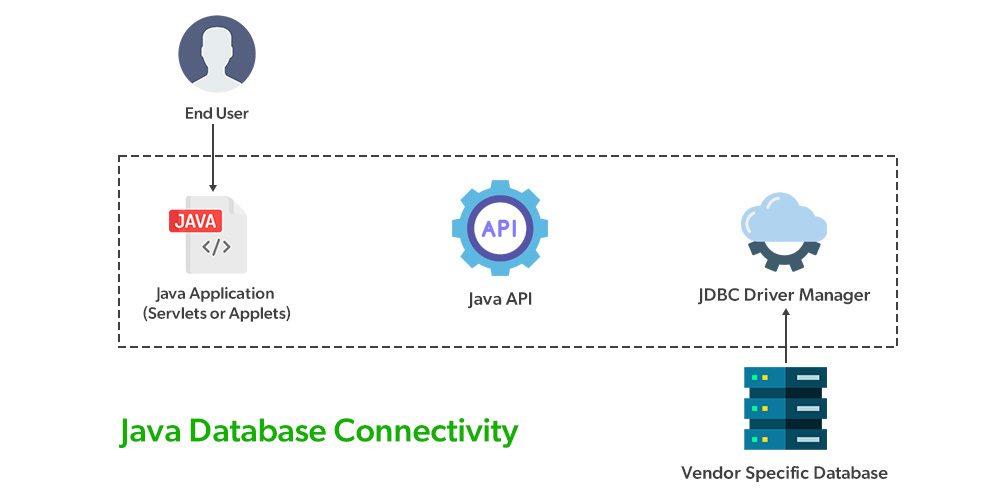 End User
JAVA
</>
API
Java Application
(Servlets or Applets)
Java API
JDBC Driver Manager
Java Database Connectivity
Vendor Specific Database